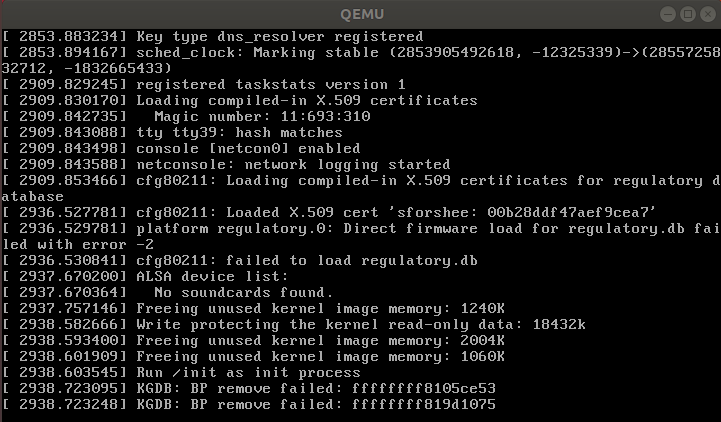 QEMU
[ 2853.883234] Key type dns_resolver registered
[ 2853.894167] sched_clock: Marking stable (2853905492618, -12325339)->(28557258
32712, -1832665433)
[ 2909.829245] registered taskstats version 1
[ 2909.830170] Loading compiled-in X.509 certificates
[ 2909.842735]   Magic number: 11:693:310
[ 2909.843088] tty tty39: hash matches
[ 2909.843498] console [netcon0] enabled
[ 2909.843588] netconsole: network logging started
[ 2909.853466] cfg80211: Loading compiled-in X.509 certificates for regulatory d
atabase
[ 2936.527781] cfg80211: Loaded X.509 cert 'sforshee: 00b28ddf47aef9cea7'
[ 2936.529781] platform regulatory.0: Direct firmware load for regulatory.db fai
led with error -2
[ 2936.530841] cfg80211: failed to load regulatory.db
[ 2937.670200] ALSA device list:
[ 2937.670364]   No soundcards found.
[ 2937.757146] Freeing unused kernel image memory: 1240K
[ 2938.582666] Write protecting the kernel read-only data: 18432k
[ 2938.593400] Freeing unused kernel image memory: 2004K
[ 2938.601909] Freeing unused kernel image memory: 1060K
[ 2938.603545] Run /init as init process
[ 2938.723095] KGDB: BP remove failed: ffffffff8105ce53
[ 2938.723248] KGDB: BP remove failed: ffffffff819d1075